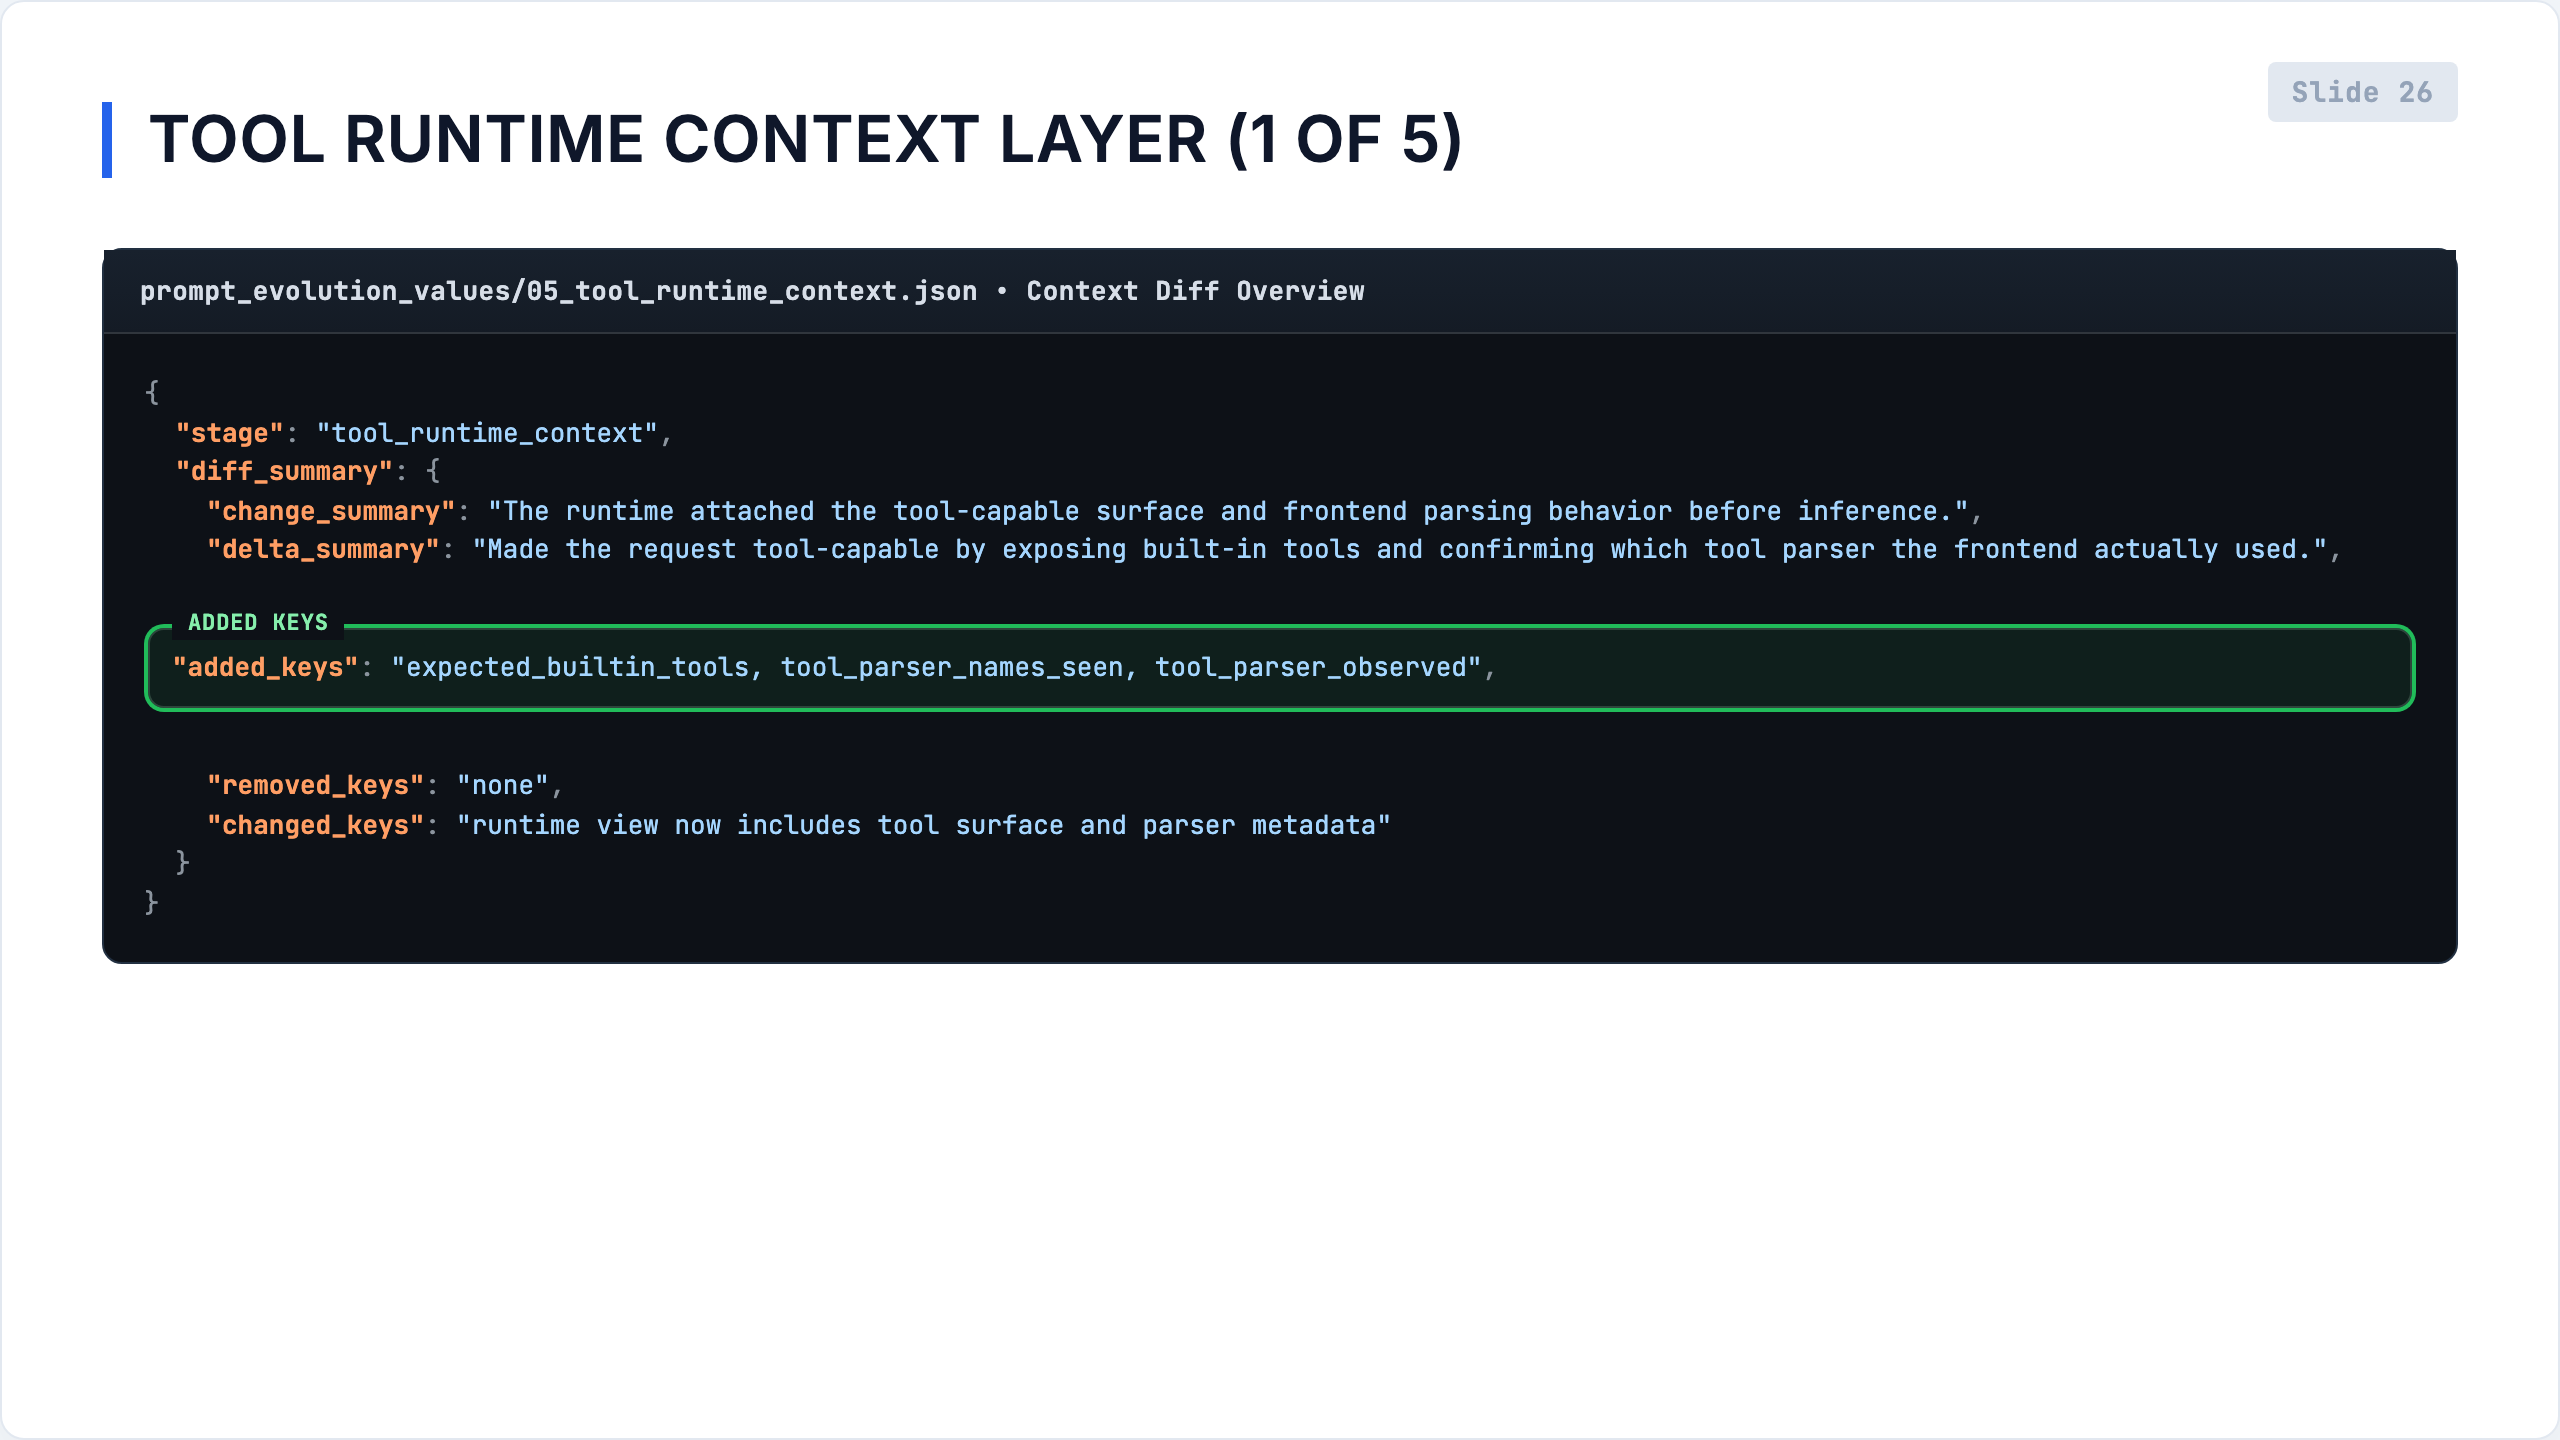 Slide 26
TOOL RUNTIME CONTEXT LAYER (1 OF 5)
prompt_evolution_values/05_tool_runtime_context.json • Context Diff Overview
{
  "stage": "tool_runtime_context",
  "diff_summary": {
    "change_summary": "The runtime attached the tool-capable surface and frontend parsing behavior before inference.",
    "delta_summary": "Made the request tool-capable by exposing built-in tools and confirming which tool parser the frontend actually used.",
ADDED KEYS
"added_keys": "expected_builtin_tools, tool_parser_names_seen, tool_parser_observed",
    "removed_keys": "none",
    "changed_keys": "runtime view now includes tool surface and parser metadata"
  }
}